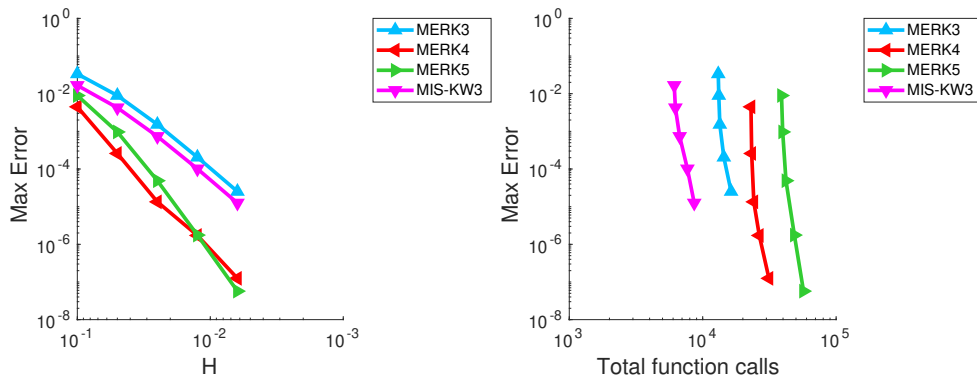 10^0
10^-2
10^-4
10^-6
10^-8
Max Error
10^-1
10^-2
10^-3
H
MERK3
MERK4
MERK5
MIS-KW3
10^0
10^-2
10^-4
10^-6
10^-8
Max Error
10^3
10^4
10^5
Total function calls
MERK3
MERK4
MERK5
MIS-KW3